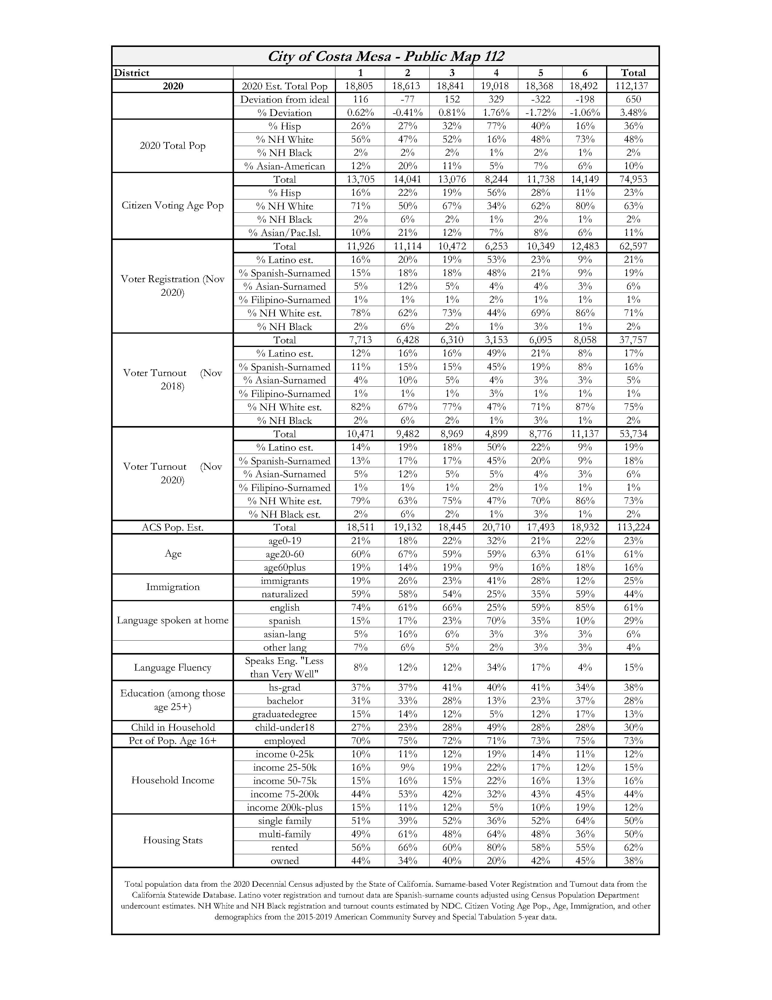 City of Costa Mesa - Public Map 112
District 1 2 3 4 5 6 Total
2020 2020 Est. Total Pop 18,805 18,613 18,841 19,018 18,368 18,492 112,137
Deviation from ideal 116 -77 152 329 -322 -198 650
% Deviation 0.62% -0.41% 0.81% 1.76% -1.72% -1.06% 3.48%
2020 Total Pop
% Hisp 26% 27% 32% 77% 40% 16% 36%
% NH White 56% 47% 52% 16% 48% 73% 48%
% NH Black 2% 2% 2% 1% 2% 1% 2%
% Asian-American 12% 20% 11% 5% 7% 6% 10%
Citizen Voting Age Pop
Total 13,705 14,041 13,076 8,244 11,738 14,149 74,953
% Hisp 16% 22% 19% 56% 28% 11% 23%
% NH White 71% 50% 67% 34% 62% 80% 63%
% NH Black 2% 6% 2% 1% 2% 1% 2%
% Asian/Pac.Isl. 10% 21% 12% 7% 8% 6% 11%
Voter Registration (Nov
2020)
Total 11,926 11,114 10,472 6,253 10,349 12,483 62,597
% Latino est. 16% 20% 19% 53% 23% 9% 21%
% Spanish-Surnamed 15% 18% 18% 48% 21% 9% 19%
% Asian-Surnamed 5% 12% 5% 4% 4% 3% 6%
% Filipino-Surnamed 1% 1% 1% 2% 1% 1% 1%
% NH White est. 78% 62% 73% 44% 69% 86% 71%
% NH Black 2% 6% 2% 1% 3% 1% 2%
Voter Turnout (Nov
2018)
Total 7,713 6,428 6,310 3,153 6,095 8,058 37,757
% Latino est. 12% 16% 16% 49% 21% 8% 17%
% Spanish-Surnamed 11% 15% 15% 45% 19% 8% 16%
% Asian-Surnamed 4% 10% 5% 4% 3% 3% 5%
% Filipino-Surnamed 1% 1% 1% 3% 1% 1% 1%
% NH White est. 82% 67% 77% 47% 71% 87% 75%
% NH Black 2% 6% 2% 1% 3% 1% 2%
Voter Turnout (Nov
2020)
Total 10,471 9,482 8,969 4,899 8,776 11,137 53,734
% Latino est. 14% 19% 18% 50% 22% 9% 19%
% Spanish-Surnamed 13% 17% 17% 45% 20% 9% 18%
% Asian-Surnamed 5% 12% 5% 5% 4% 3% 6%
% Filipino-Surnamed 1% 1% 1% 2% 1% 1% 1%
% NH White est. 79% 63% 75% 47% 70% 86% 73%
% NH Black est. 2% 6% 2% 1% 3% 1% 2%
ACS Pop. Est. Total 18,511 19,132 18,445 20,710 17,493 18,932 113,224
Age
age0-19 21% 18% 22% 32% 21% 22% 23%
age20-60 60% 67% 59% 59% 63% 61% 61%
age60plus 19% 14% 19% 9% 16% 18% 16%
Immigration
immigrants 19% 26% 23% 41% 28% 12% 25%
naturalized 59% 58% 54% 25% 35% 59% 44%
Language spoken at home
english 74% 61% 66% 25% 59% 85% 61%
spanish 15% 17% 23% 70% 35% 10% 29%
asian-lang 5% 16% 6% 3% 3% 3% 6%
other lang 7% 6% 5% 2% 3% 3% 4%
Language Fluency
Speaks Eng. "Less
than Very Well" 8% 12% 12% 34% 17% 4% 15%
Education (among those
age 25+)
hs-grad 37% 37% 41% 40% 41% 34% 38%
bachelor 31% 33% 28% 13% 23% 37% 28%
graduatedegree 15% 14% 12% 5% 12% 17% 13%
Child in Household child-under18 27% 23% 28% 49% 28% 28% 30%
Pct of Pop. Age 16+ employed 70% 75% 72% 71% 73% 75% 73%
Household Income
income 0-25k 10% 11% 12% 19% 14% 11% 12%
income 25-50k 16% 9% 19% 22% 17% 12% 15%
income 50-75k 15% 16% 15% 22% 16% 13% 16%
income 75-200k 44% 53% 42% 32% 43% 45% 44%
income 200k-plus 15% 11% 12% 5% 10% 19% 12%
Housing Stats
single family 51% 39% 52% 36% 52% 64% 50%
multi-family 49% 61% 48% 64% 48% 36% 50%
rented 56% 66% 60% 80% 58% 55% 62%
owned 44% 34% 40% 20% 42% 45% 38%
Total population data from the 2020 Decennial Census adjusted by the State of California. Surname-based Voter Registration and Turnout data from the
California Statewide Database. Latino voter registration and turnout data are Spanish-surname counts adjusted using Census Population Department
undercount estimates. NH White and NH Black registration and turnout counts estimated by NDC. Citizen Voting Age Pop., Age, Immigration, and other
demographics from the 2015-2019 American Community Survey and Special Tabulation 5-year data.